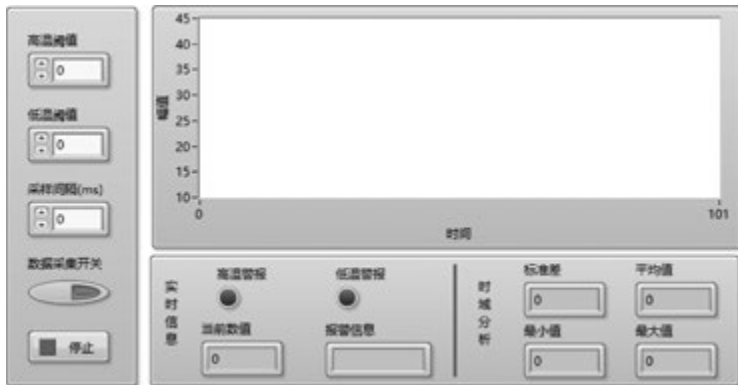 高温阈值
0
低温阈值
0
采样间隔(ms)
0
数据采集开关
停止
45
40
35
30
25
20
15
10
幅值
0
101
时间
实时信息
高温警报
低温警报
当前数值
0
报警信息
时域分析
标准差
0
平均值
0
最小值
0
最大值
0